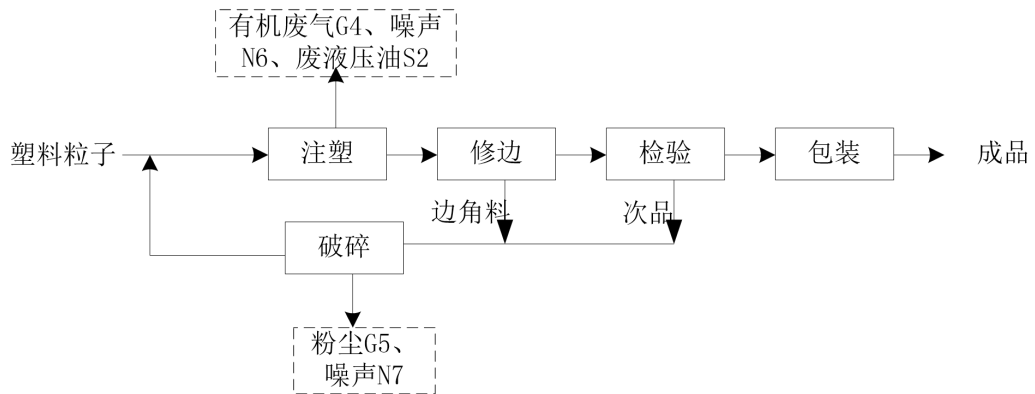 有机废气G4、噪声
N6、废液压油S2
塑料粒子
注塑
修边
检验
包装
成品
边角料
次品
破碎
粉尘G5、
噪声N7